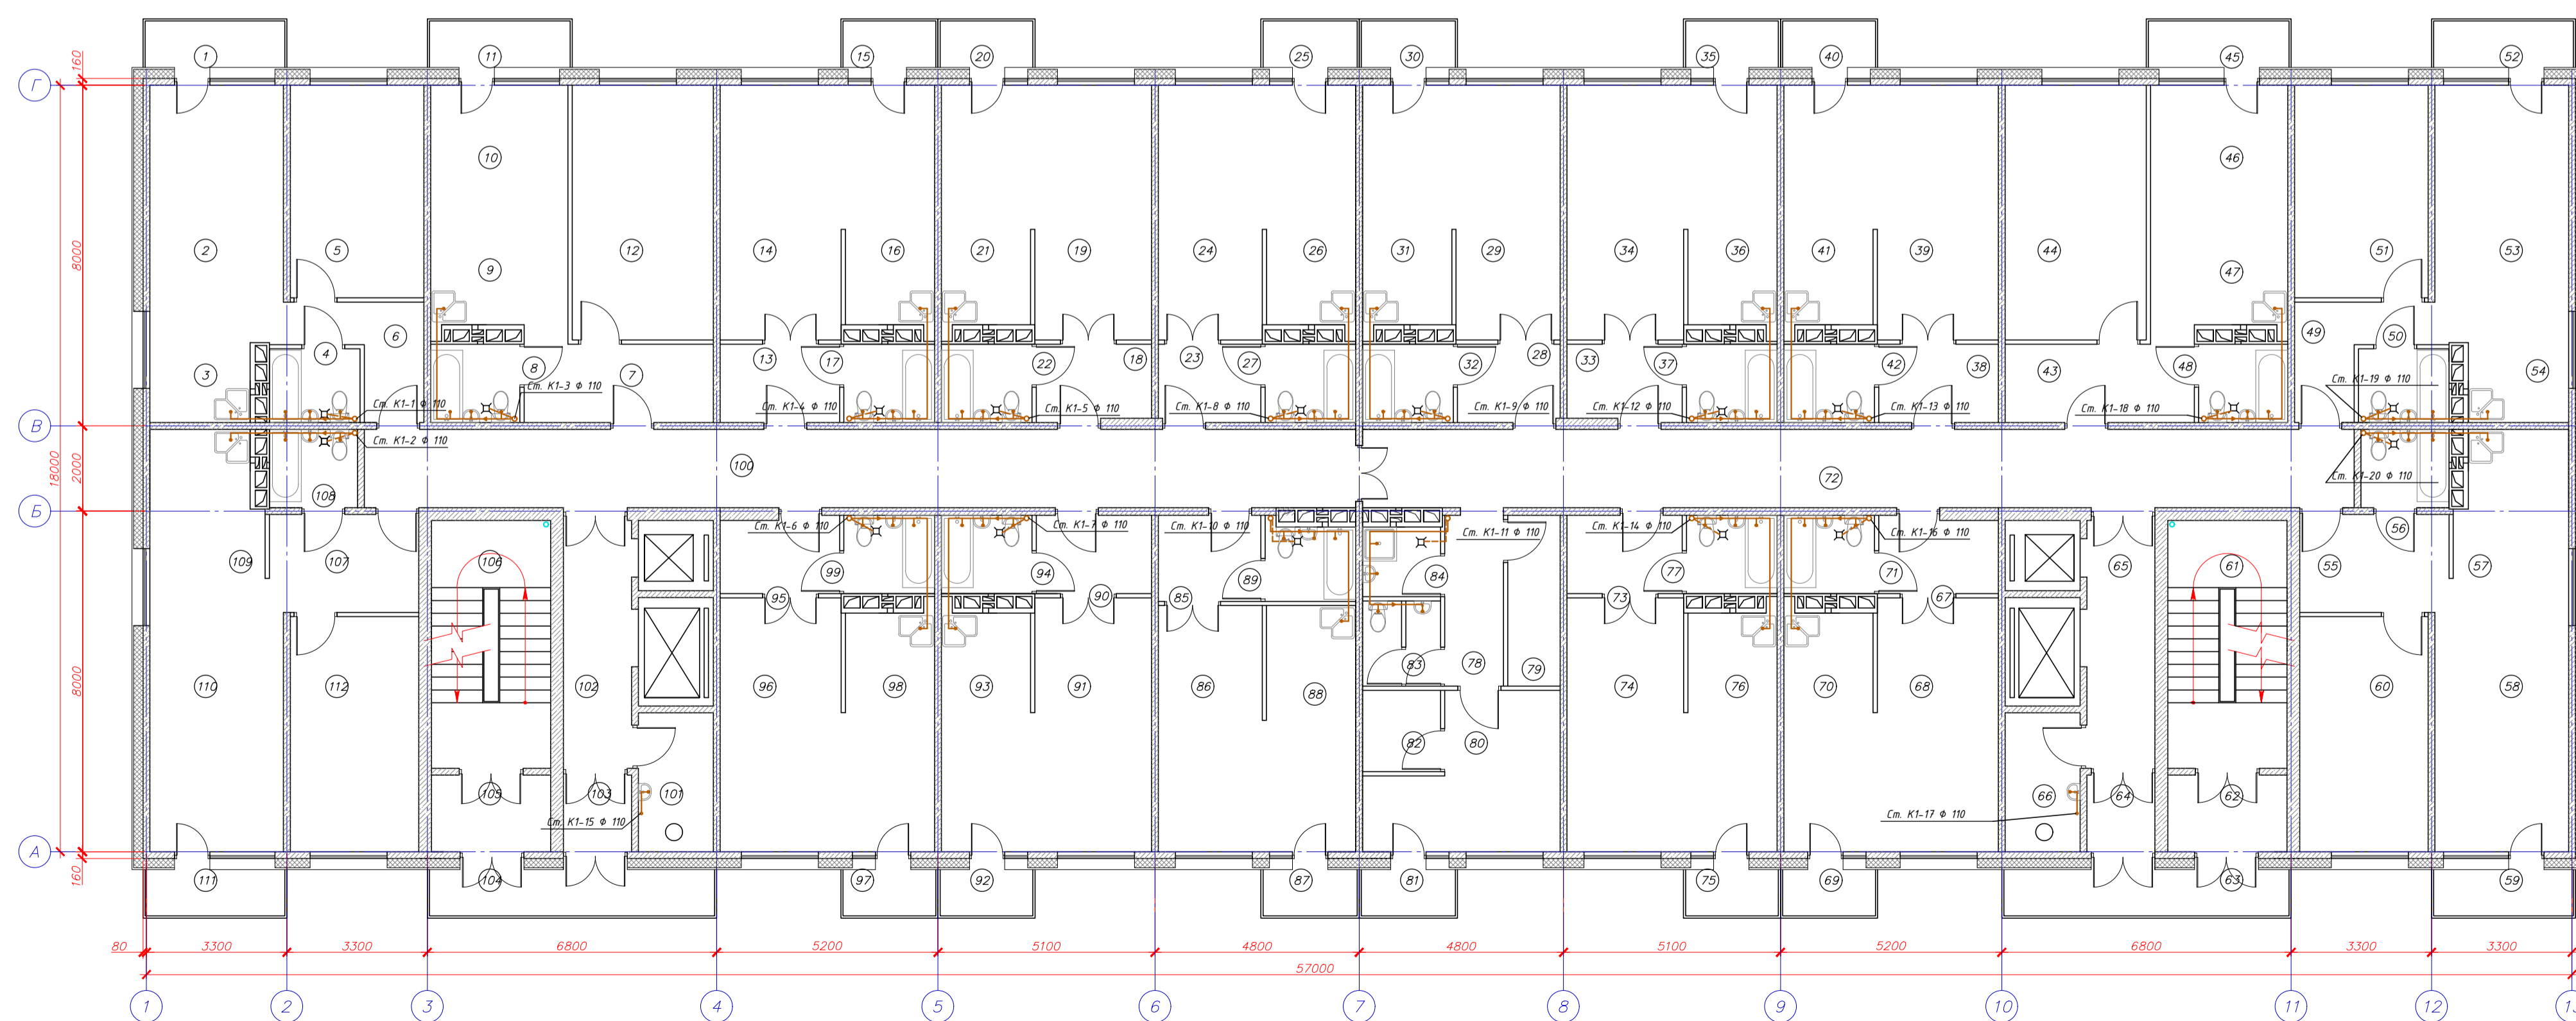 1 11 15 20 25 30 35 40 45 52
160
Г
10 46
2 5 12 14 16 21 19 24 26 31 29 34 36 41 39 44 51 53
8000
9 47
6 49 50
4 13 17 22 18 23 27 32 28 33 37 42 38 43 48
3 8 7 54
Ст. К1-3 Ф 110
Ст. К1-19 Ф 110
Ст. К1-1 Ф 110
Ст. К1-4 Ф 110
Ст. К1-5 Ф 110
Ст. К1-8 Ф 110
Ст. К1-9 Ф 110
Ст. К1-12 Ф 110
Ст. К1-13 Ф 110
Ст. К1-18 Ф 110
В
Ст. К1-2 Ф 110
18000
2000
100 72
Ст. К1-20 Ф 110
108
Б
Ст. К1-6 Ф 110
Ст. К1-7 Ф 110
Ст. К1-10 Ф 110
Ст. К1-11 Ф 110
Ст. К1-14 Ф 110
Ст. К1-16 Ф 110
56
109 107 106 65 61 55 57
99 94 89 84 77 71
95 90 85 73 67
83 78 79
8000
110 112 102 96 98 93 91 86 88 74 76 70 68 60 58
82 80
105 103 101 66 64 62
Ст. К1-15 Ф 110
Ст. К1-17 Ф 110
А
160
111 104 97 92 87 81 75 69 63 59
80 3300 3300 6800 5200 5100 4800 4800 5100 5200 6800 3300 3300
57000
1 2 3 4 5 6 7 8 9 10 11 12